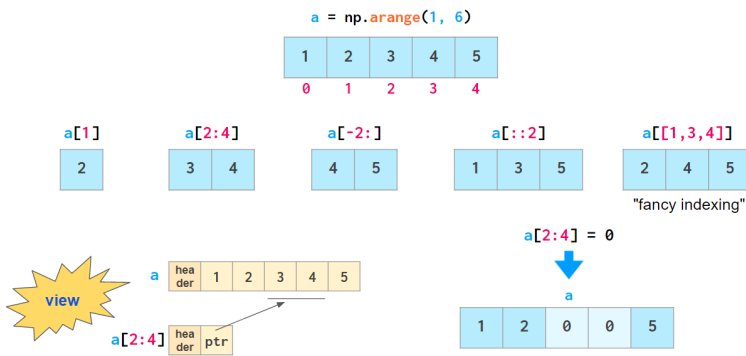 a = np.arange(1, 6)
1 2 3 4 5
0 1 2 3 4
a[1] a[2:4] a[-2:] a[::2] a[[1,3,4]]
2 3 4 4 5 1 3 5 2 4 5
"fancy indexing"
a[2:4] = 0
a hea der 1 2 3 4 5
view
a
a[2:4] hea der ptr
1 2 0 0 5